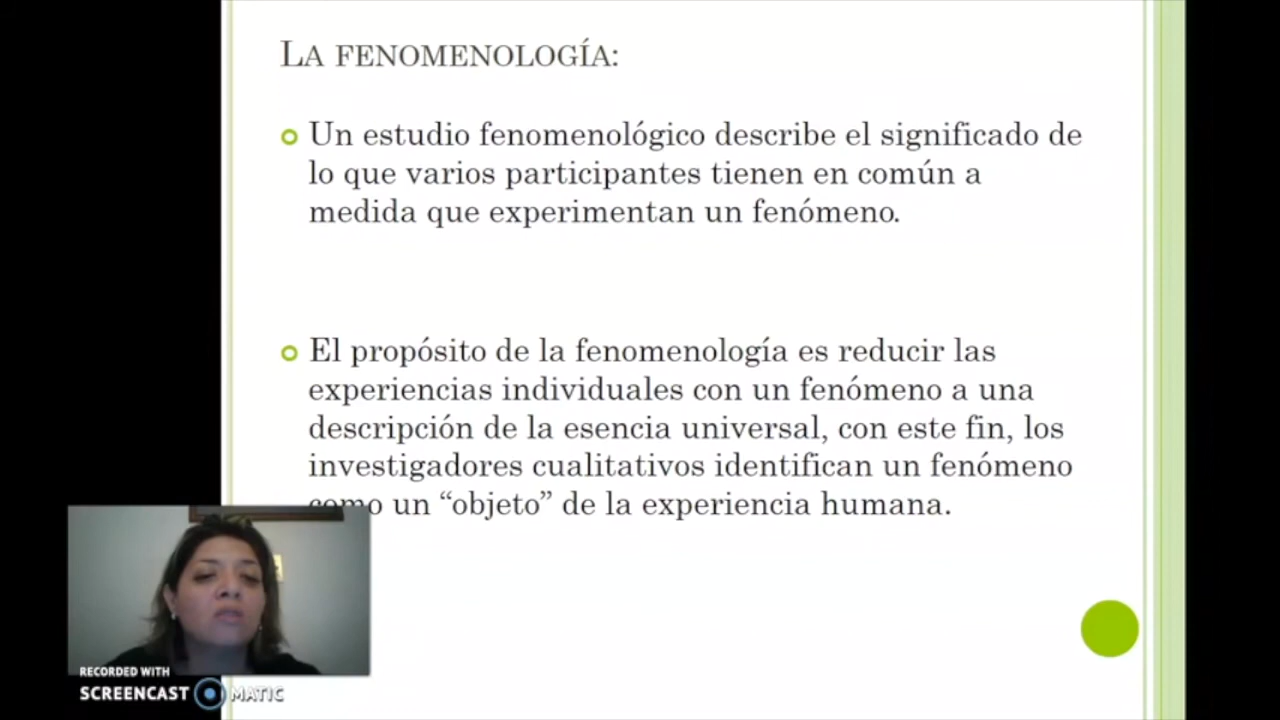 LA FENOMENOLOGÍA:
Un estudio fenomenológico describe el significado de
lo que varios participantes tienen en común a
medida que experimentan un fenómeno.
El propósito de la fenomenología es reducir las
experiencias individuales con un fenómeno a una
descripción de la esencia universal, con este fin, los
investigadores cualitativos identifican un fenómeno
como un “objeto” de la experiencia humana.
RECORDED WITH
SCREENCAST MATIC